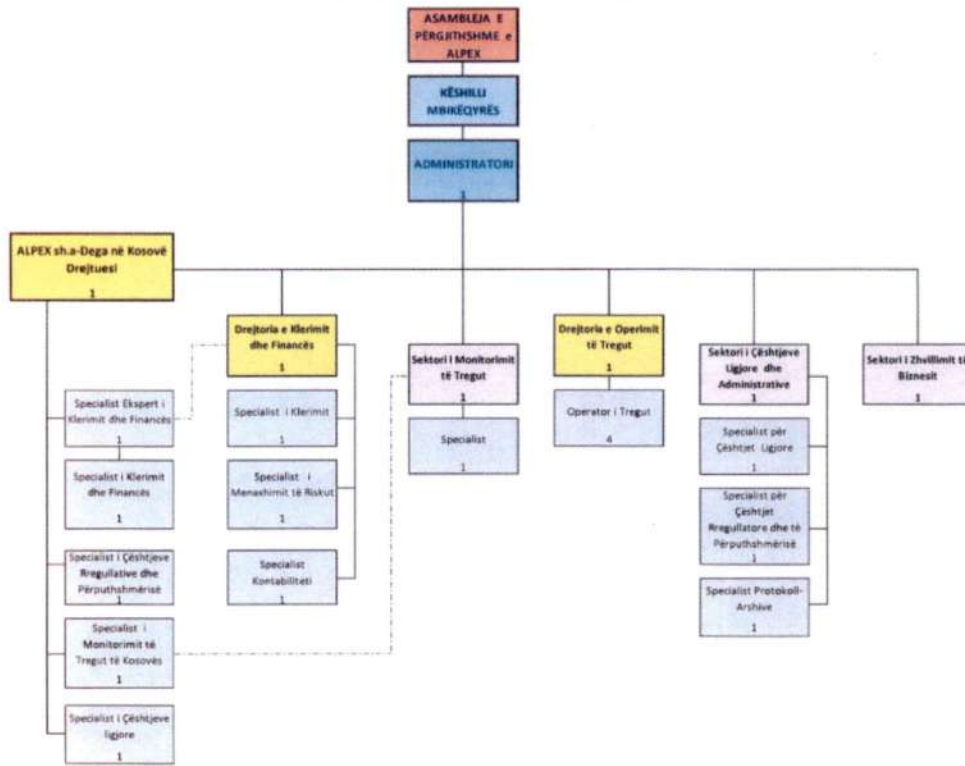 ASAMBLEJA E
PËRGJITHSHME e
ALPEX
KËSHILLI
MBIKËQYRËS
ADMINISTRATORI
1
ALPEX sh.a-Dega në Kosovë
Drejtuesi
1
Drejtoria e Klerimit
dhe Financës
1
Sektori i Monitorimit
të Tregut
1
Drejtoria e Operimit
të Tregut
1
Sektori i Çështjeve
Ligjore dhe
Administrative
1
Sektori i Zhvillimit të
Biznesit
1
Specialist Ekspert i
Klerimit dhe Financës
1
Specialist i Klerimit
dhe Financës
1
Specialist i Çështjeve
Rregullative dhe
Përputhshmërisë
1
Specialist i
Monitorimit të
Tregut të Kosovës
1
Specialist i Çështjeve
ligjore
1
Specialist i Klerimit
1
Specialist i
Menaxhimit të Riskut
1
Specialist
Kontabiliteti
1
Specialist
1
Operator i Tregut
4
Specialist për
Çështjet Ligjore
1
Specialist për
Çështjet
Rregullatore dhe të
Përputhshmërisë
1
Specialist Protokoll-
Arshive
1